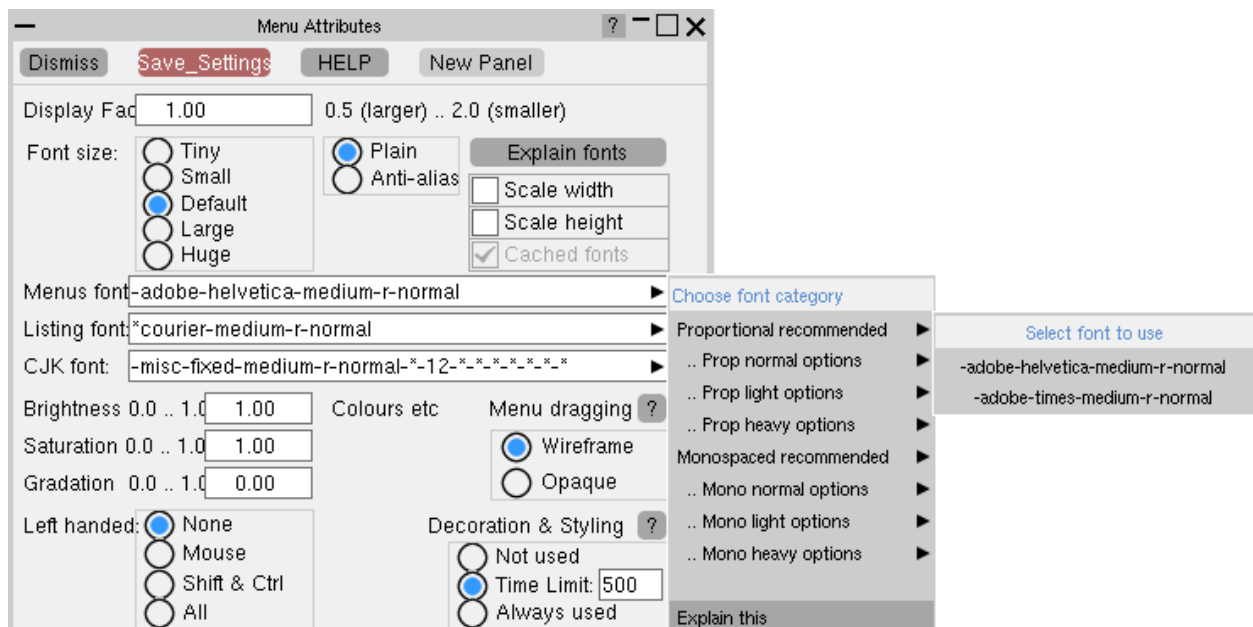 Menu Attributes ?
Dismiss Save_Settings HELP New Panel
Display Fac 1.00 0.5 (larger) .. 2.0 (smaller)
Font size: Tiny Plain Explain fonts
Small Anti-alias Scale width
Default Scale height
Large Cached fonts
Huge
Menus font -adobe-helvetica-medium-r-normal
Listing font: *courier-medium-r-normal
CJK font: -misc-fixed-medium-r-normal-*-12-*-*-*-*-*-*-*
Brightness 0.0 .. 1.0 1.00 Colours etc Menu dragging ?
Saturation 0.0 .. 1.0 1.00 Wireframe
Gradation 0.0 .. 1.0 0.00 Opaque
Left handed: None Decoration & Styling ?
Mouse Not used
Shift & Ctrl Time Limit: 500
All Always used
Choose font category
Proportional recommended
.. Prop normal options
.. Prop light options
.. Prop heavy options
Monospaced recommended
.. Mono normal options
.. Mono light options
.. Mono heavy options
Explain this
Select font to use
-adobe-helvetica-medium-r-normal
-adobe-times-medium-r-normal